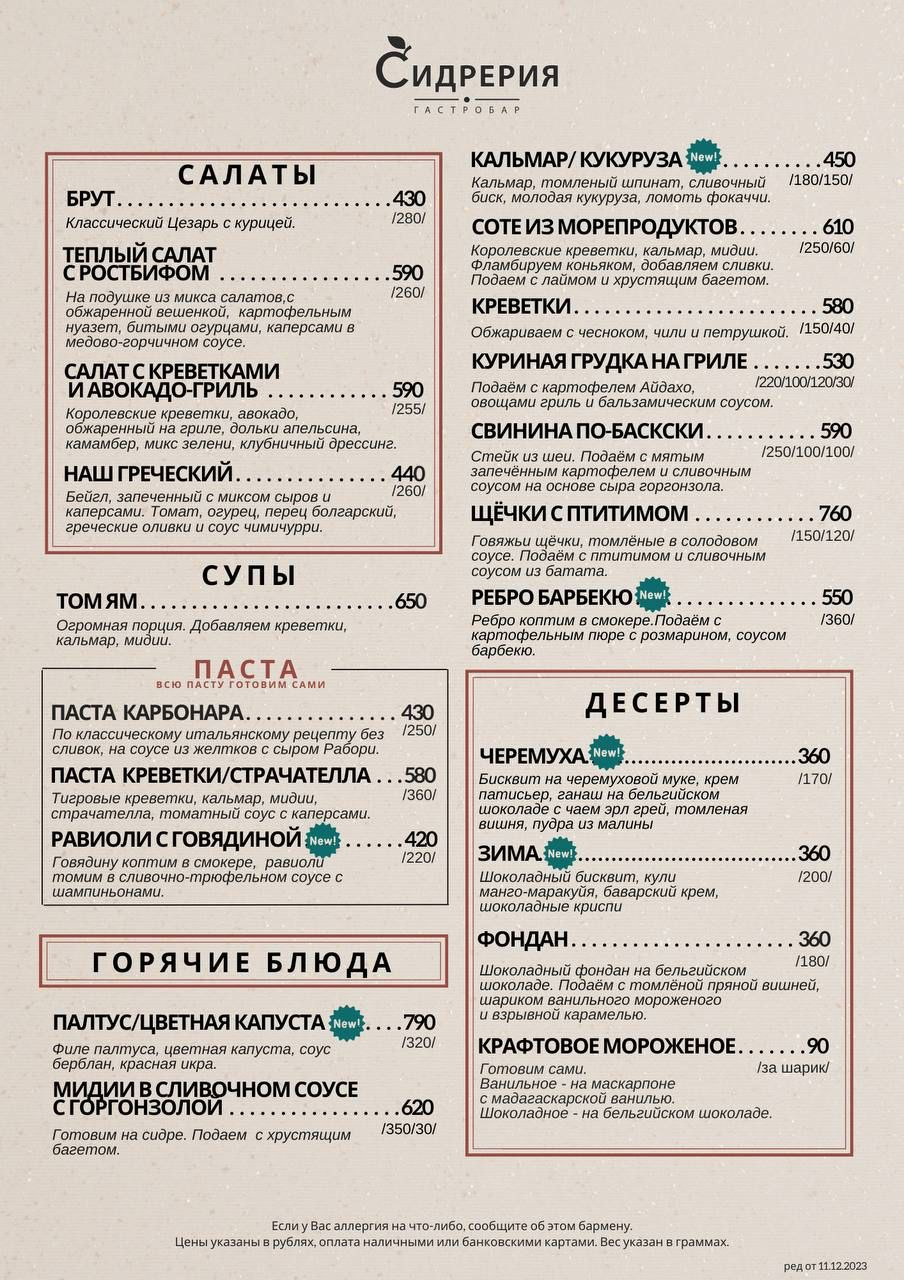 СИДРЕРИЯ
ГАСТРОБАР
САЛАТЫ
БРУТ......................430
Классический Цезарь с курицей. /280/
ТЕПЛЫЙ САЛАТ
С РОСТБИФОМ ..............590
На подушке из микса салатов,с /260/
обжаренной вешенкой, картофельным
нуазет, битыми огурцами, каперсами в
медово-горчичном соусе.
САЛАТ С КРЕВЕТКАМИ
И АВОКАДО-ГРИЛЬ ..........590
Королевские креветки, авокадо, /255/
обжаренный на гриле, дольки апельсина,
камамбер, микс зелени, клубничный дрессинг.
НАШ ГРЕЧЕСКИЙ.............440
Бейгл, запеченный с миксом сыров и /260/
каперсами. Томат, огурец, перец болгарский,
греческие оливки и соус чимичурри.
СУПЫ
ТОМ ЯМ.....................650
Огромная порция. Добавляем креветки,
кальмар, мидии.
ПАСТА
ВСЮ ПАСТУ ГОТОВИМ САМИ
ПАСТА КАРБОНАРА.............430
По классическому итальянскому рецепту без /250/
сливок, на соусе из желтков с сыром Рабори.
ПАСТА КРЕВЕТКИ/СТРАЧАТЕЛЛА ...580
Тигровые креветки, кальмар, мидии, /360/
страчателла, томатный соус с каперсами.
РАВИОЛИ С ГОВЯДИНОЙ New! .....420
Говядину коптим в смокере, равиоли /220/
томим в сливочно-трюфельном соусе с
шампиньонами.
ГОРЯЧИЕ БЛЮДА
ПАЛТУС/ЦВЕТНАЯ КАПУСТА New! ....790
Филе палтуса, цветная капуста, соус /320/
берблан, красная икра.
МИДИИ В СЛИВОЧНОМ СОУСЕ
С ГОРГОНЗОЛОЙ ..............620
Готовим на сидре. Подаем с хрустящим /350/30/
багетом.
КАЛЬМАР/ КУКУРУЗА New! .........450
Кальмар, томленый шпинат, сливочный /180/150/
биск, молодая кукуруза, ломоть фокаччи.
СОТЕ ИЗ МОРЕПРОДУКТОВ.......610
Королевские креветки, кальмар, мидии. /250/60/
Фламбируем коньяком, добавляем сливки.
Подаем с лаймом и хрустящим багетом.
КРЕВЕТКИ.....................580
Обжариваем с чесноком, чили и петрушкой. /150/40/
КУРИНАЯ ГРУДКА НА ГРИЛЕ ......530
Подаём с картофелем Айдахо, /220/100/120/30/
овощами гриль и бальзамическим соусом.
СВИНИНА ПО-БАСКСКИ..........590
Стейк из шеи. Подаём с мятым /250/100/100/
запечённым картофелем и сливочным
соусом на основе сыра горгонзола.
ЩЁЧКИ С ПТИТИМОМ ...........760
Говяжьи щёчки, томлёные в солодовом /150/120/
соусе. Подаём с птитимом и сливочным
соусом из батата.
РЕБРО БАРБЕКЮ New! ............550
Ребро коптим в смокере.Подаём с /360/
картофельным пюре с розмарином, соусом
барбекю.
ДЕСЕРТЫ
ЧЕРЕМУХА. New! ...............................360
Бисквит на черемуховой муке, крем /170/
патисьер, ганаш на бельгийском
шоколаде с чаем эрл грей, томленая
вишня, пудра из малины
ЗИМА. New! .......................................360
Шоколадный бисквит, кули /200/
манго-маракуйя, баварский крем,
шоколадные криспи
ФОНДАН....................360
Шоколадный фондан на бельгийском /180/
шоколаде. Подаём с томлёной пряной вишней,
шариком ванильного мороженого
и взрывной карамелью.
КРАФТОВОЕ МОРОЖЕНОЕ.......90
Готовим сами. /за шарик/
Ванильное - на маскарпоне
с мадагаскарской ванилью.
Шоколадное - на бельгийском шоколаде.
Если у Вас аллергия на что-либо, сообщите об этом бармену.
Цены указаны в рублях, оплата наличными или банковскими картами. Вес указан в граммах.
ред от 11.12.2023